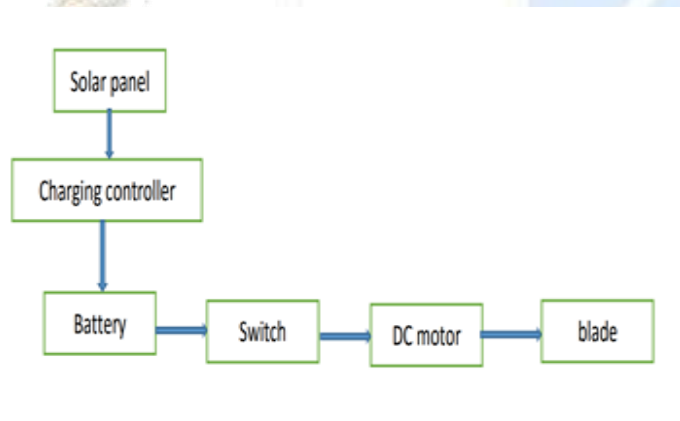 Solar panel
Charging controller
Battery
Switch
DC motor
blade